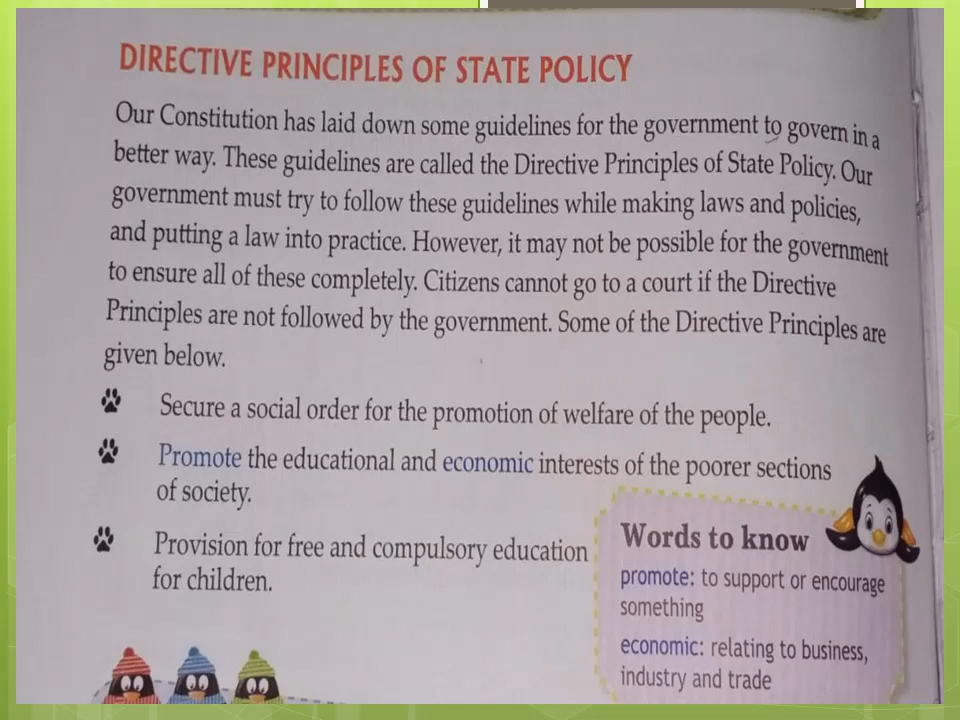 DIRECTIVE PRINCIPLES OF STATE POLICY
Our Constitution has laid down some guidelines for the government to govern in a
better way. These guidelines are called the Directive Principles of State Policy. Our
government must try to follow these guidelines while making laws and policies,
and putting a law into practice. However, it may not be possible for the government
to ensure all of these completely. Citizens cannot go to a court if the Directive
Principles are not followed by the government. Some of the Directive Principles are
given below.
Secure a social order for the promotion of welfare of the people.
Promote the educational and economic interests of the poorer sections
of society.
Provision for free and compulsory education
for children.
Words to know
promote: to support or encourage
something
economic: relating to business,
industry and trade